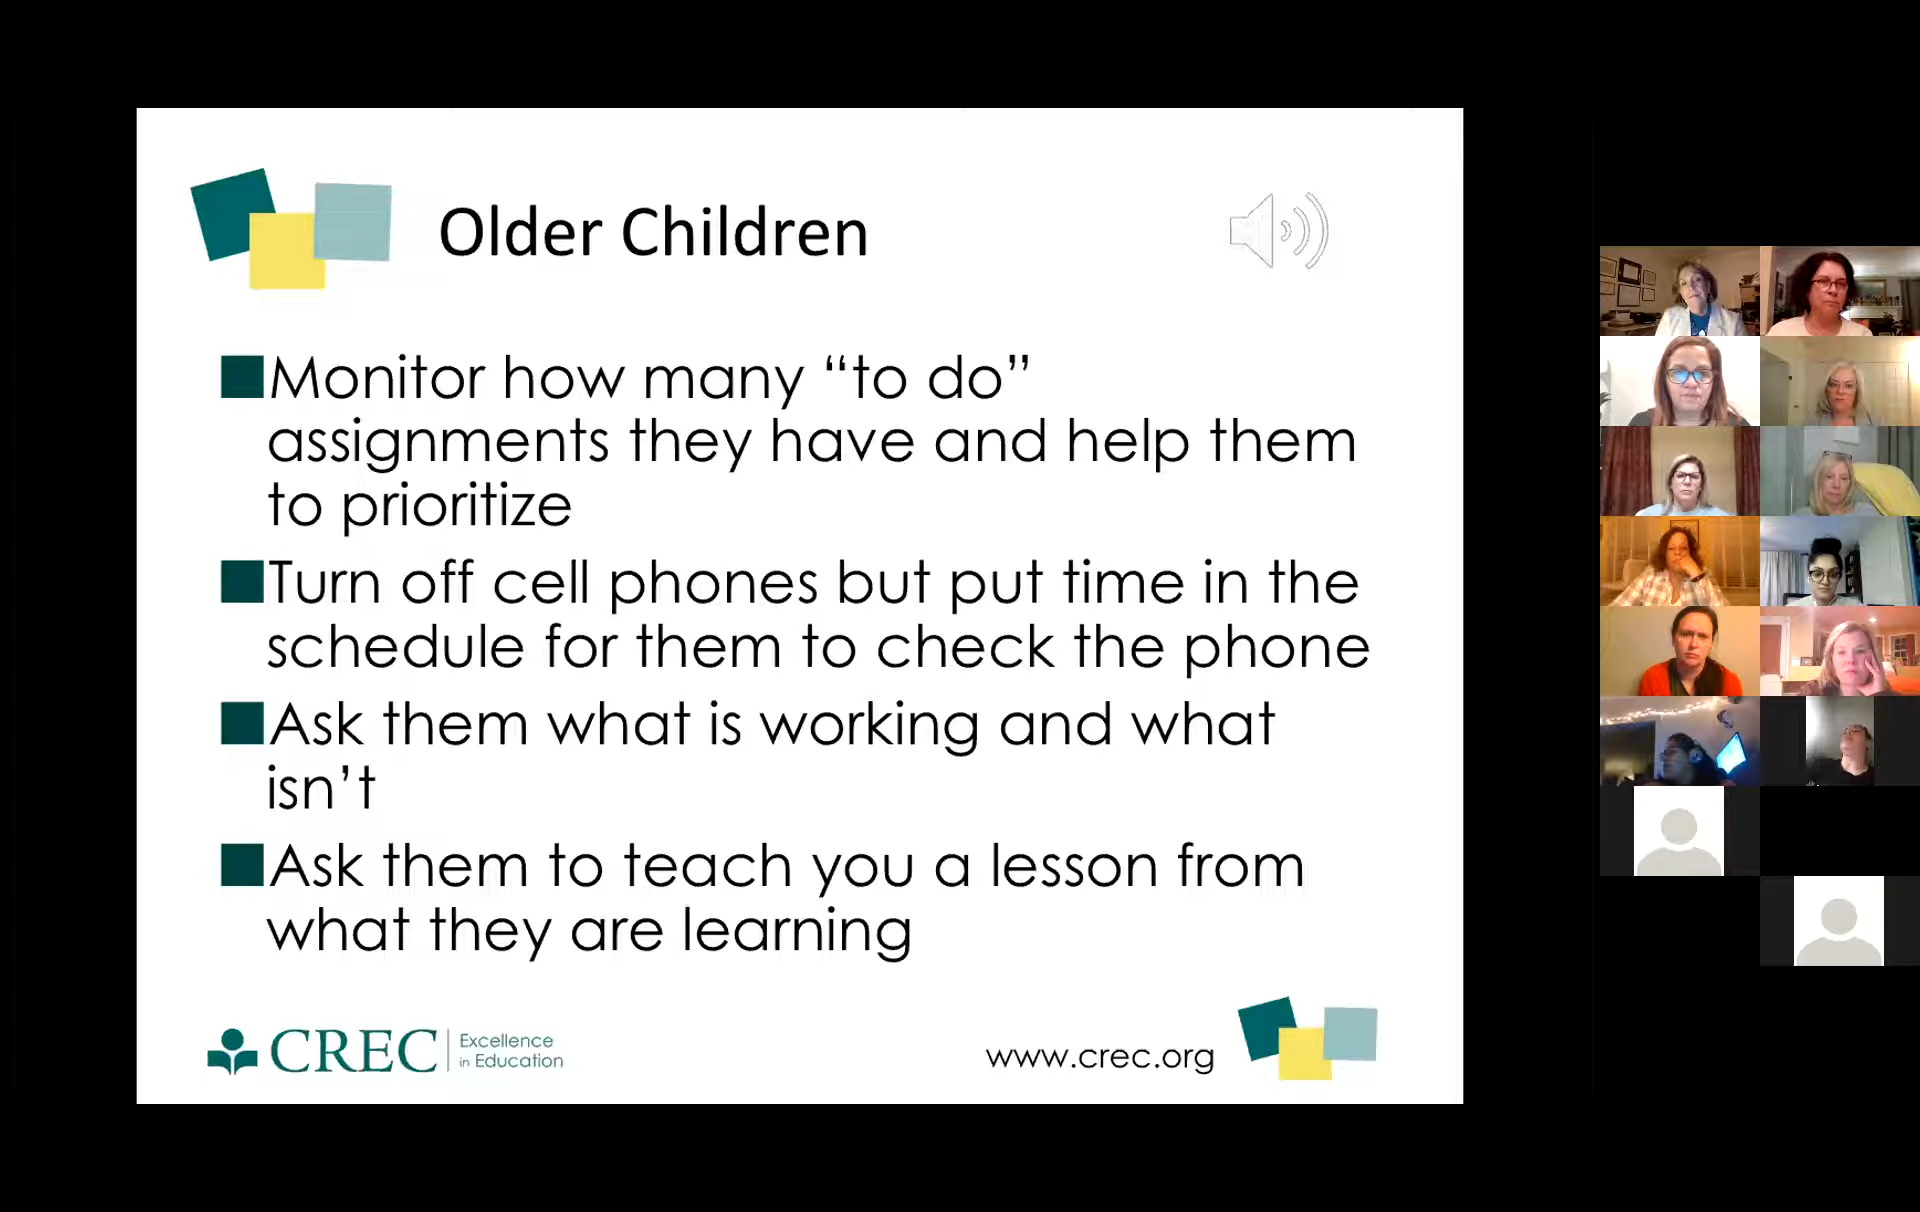 Older Children
Monitor how many “to do”
assignments they have and help them
to prioritize
Turn off cell phones but put time in the
schedule for them to check the phone
Ask them what is working and what
isn’t
Ask them to teach you a lesson from
what they are learning
CREC
Excellence
in Education
www.crec.org